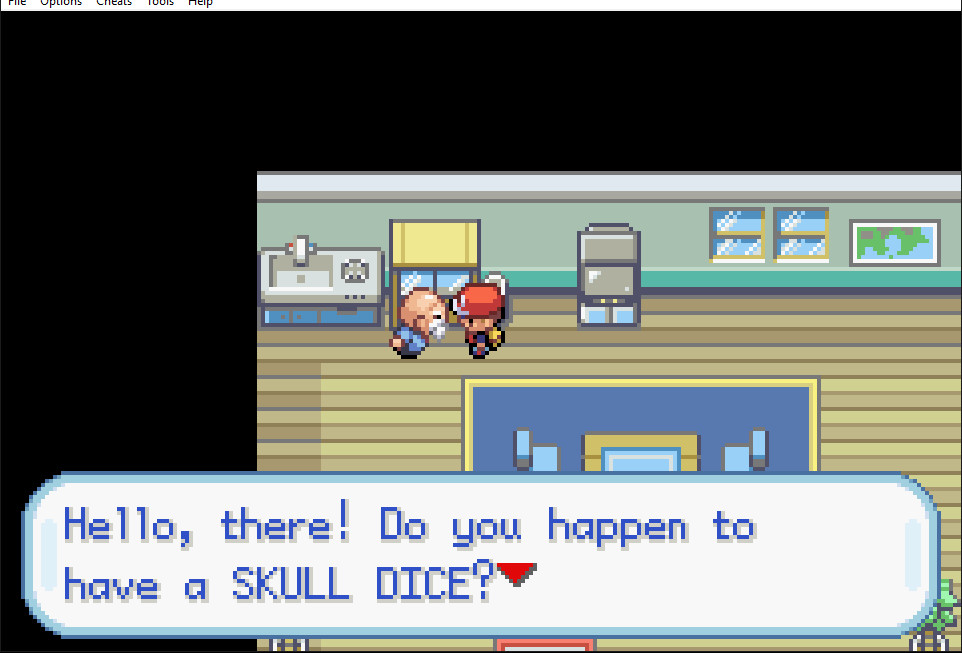 File Options Cheats Tools Help
Hello, there! Do you happen to
have a SKULL DICE?